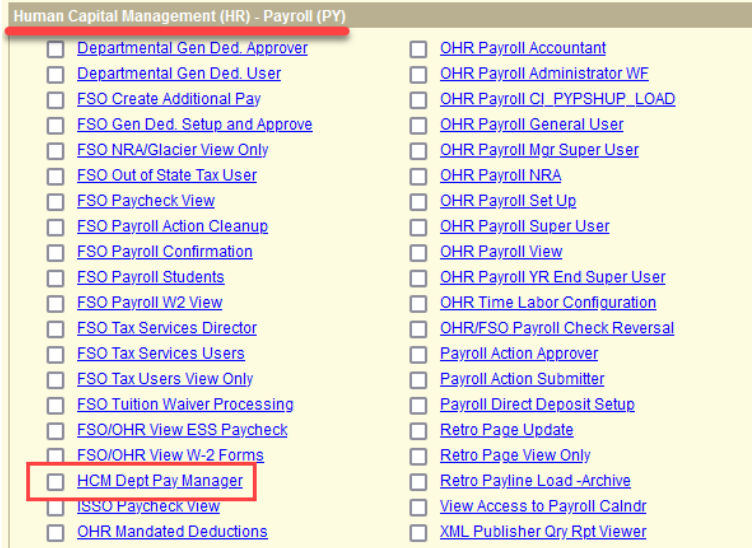 Human Capital Management (HR) - Payroll (PY)
Departmental Gen Ded. Approver
Departmental Gen Ded. User
FSO Create Additional Pay
FSO Gen Ded. Setup and Approve
FSO NRA/Glacier View Only
FSO Out of State Tax User
FSO Paycheck View
FSO Payroll Action Cleanup
FSO Payroll Confirmation
FSO Payroll Students
FSO Payroll W2 View
FSO Tax Services Director
FSO Tax Services Users
FSO Tax Users View Only
FSO Tuition Waiver Processing
FSO/OHR View ESS Paycheck
FSO/OHR View W-2 Forms
HCM Dept Pay Manager
ISSO Paycheck View
OHR Mandated Deductions
OHR Payroll Accountant
OHR Payroll Administrator WF
OHR Payroll CI_PYPSHUP_LOAD
OHR Payroll General User
OHR Payroll Mgr Super User
OHR Payroll NRA
OHR Payroll Set Up
OHR Payroll Super User
OHR Payroll View
OHR Payroll YR End Super User
OHR Time Labor Configuration
OHR/FSO Payroll Check Reversal
Payroll Action Approver
Payroll Action Submitter
Payroll Direct Deposit Setup
Retro Page Update
Retro Page View Only
Retro Payline Load -Archive
View Access to Payroll Calndr
XML Publisher Qry Rpt Viewer